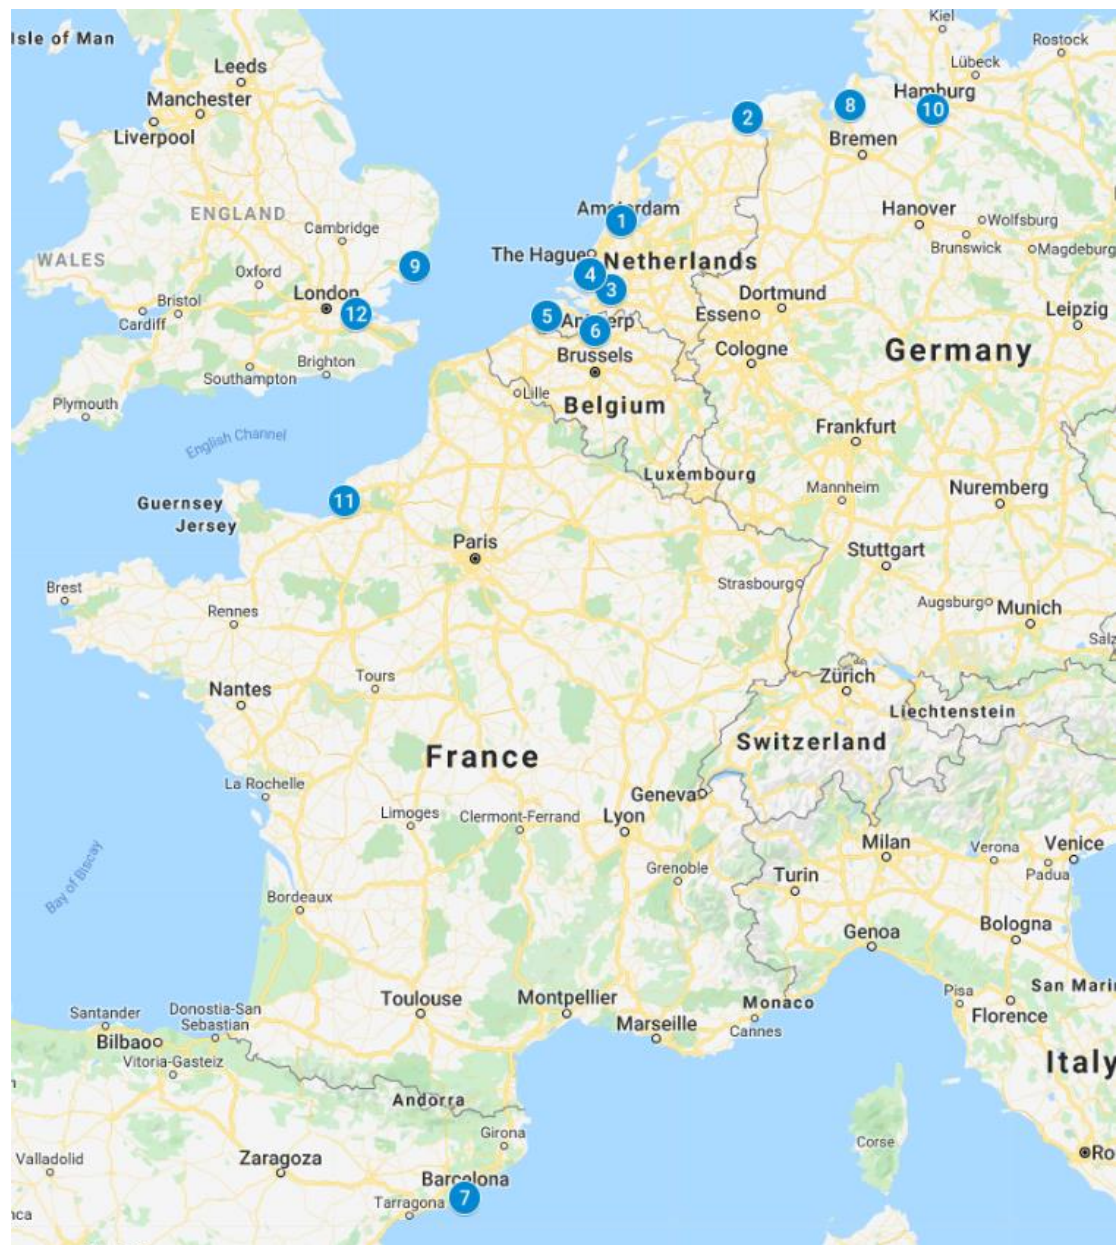 Isle of Man
Kiel
Rostock
Leeds
Lübeck
Manchester
Hamburg
8
10
2
Liverpool
Bremen
ENGLAND
Amsterdam
1
Hanover
Wolfsburg
Cambridge
Brunswick
Magdeburg
WALES
The Hague
Netherlands
9
Oxford
4
3
London
Dortmund
Bristol
12
5
Antwerp
Essen
Leipzig
Cardiff
6
Brighton
Brussels
Cologne
Germany
Southampton
Lille
Plymouth
Belgium
English Channel
Frankfurt
Luxembourg
Guernsey
11
Mannheim
Nuremberg
Jersey
Paris
Stuttgart
Brest
Strasbourg
Rennes
Augsburg
Munich
Salz
Tours
Zürich
Nantes
Liechtenstein
France
Switzerland
La Rochelle
Geneva
Limoges
Clermont-Ferrand
Lyon
Milan
Verona
Venice
Bay of Biscay
Grenoble
Turin
Padua
Bordeaux
Genoa
Bologna
Toulouse
Montpellier
Monaco
Pisa
San Marin
Santander
Donostia-San
Sebastian
Marseille
Cannes
Florence
Bilbao
Vitoria-Gasteiz
Italy
Andorra
Girona
Corse
Valladolid
Zaragoza
Barcelona
Ro
7
Tarragona
nca